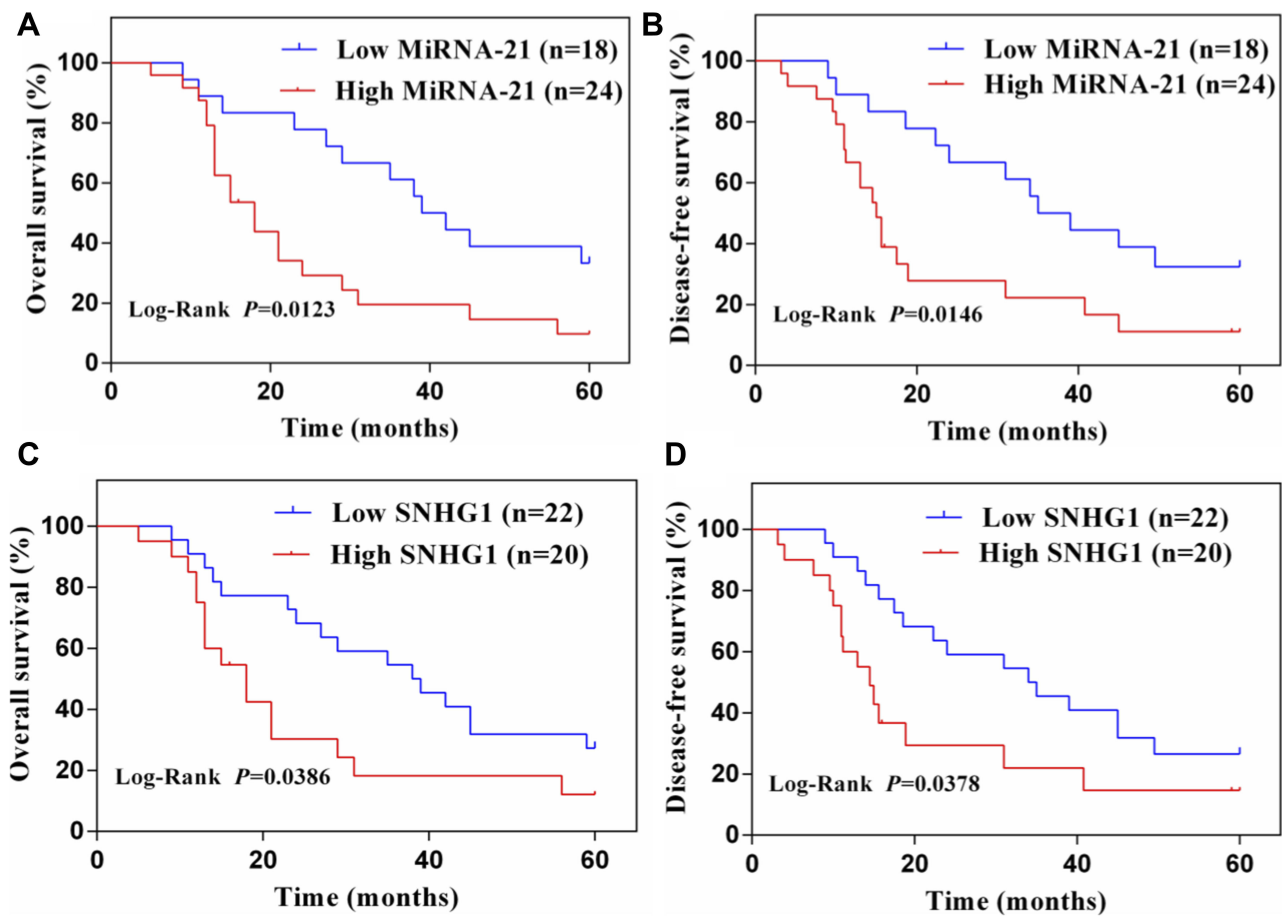 A
Low MiRNA-21 (n=18)
High MiRNA-21 (n=24)
Overall survival (%)
100
80
60
40
20
0
Log-Rank P=0.0123
0 20 40 60
Time (months)
B
Low MiRNA-21 (n=18)
High MiRNA-21 (n=24)
Disease-free survival (%)
100
80
60
40
20
0
Log-Rank P=0.0146
0 20 40 60
Time (months)
C
Low SNHG1 (n=22)
High SNHG1 (n=20)
Overall survival (%)
100
80
60
40
20
0
Log-Rank P=0.0386
0 20 40 60
Time (months)
D
Low SNHG1 (n=22)
High SNHG1 (n=20)
Disease-free survival (%)
100
80
60
40
20
0
Log-Rank P=0.0378
0 20 40 60
Time (months)